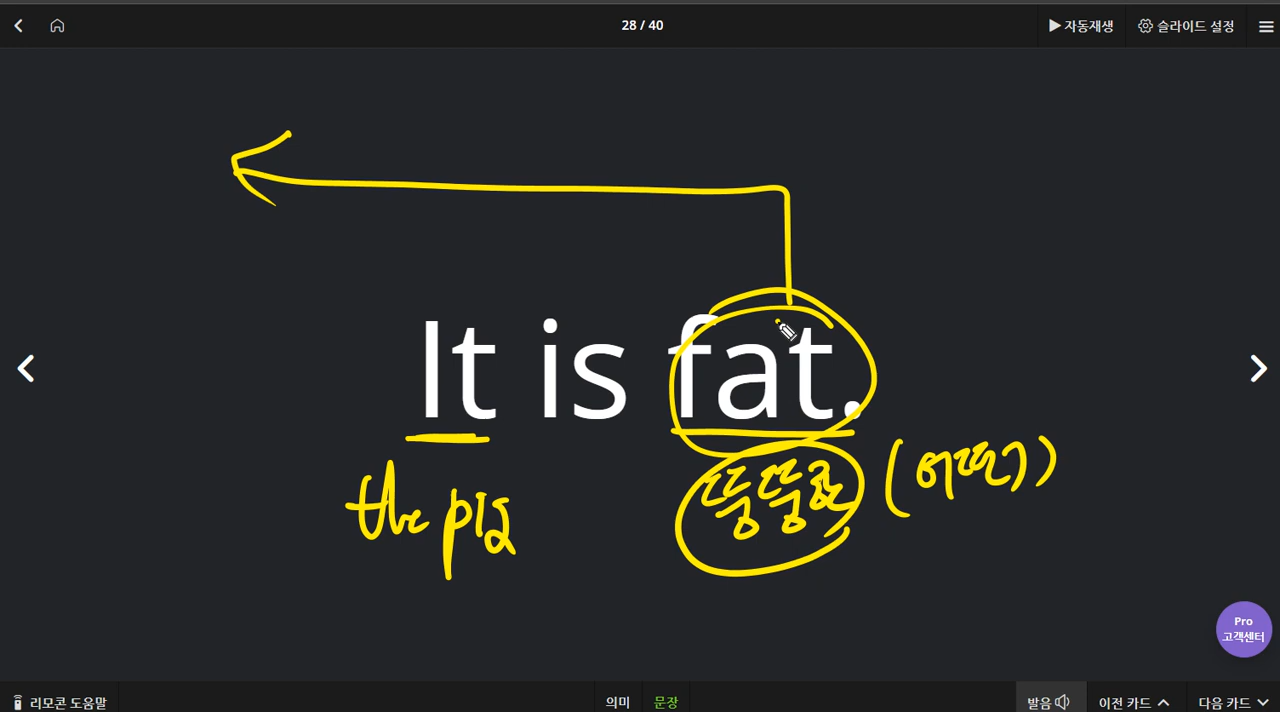 28 / 40
자동재생
슬라이드 설정
It is fat.
the pig
뚱뚱한
Pro
고객센터
리모콘 도움말
의미
문장
발음
이전 카드
다음 카드